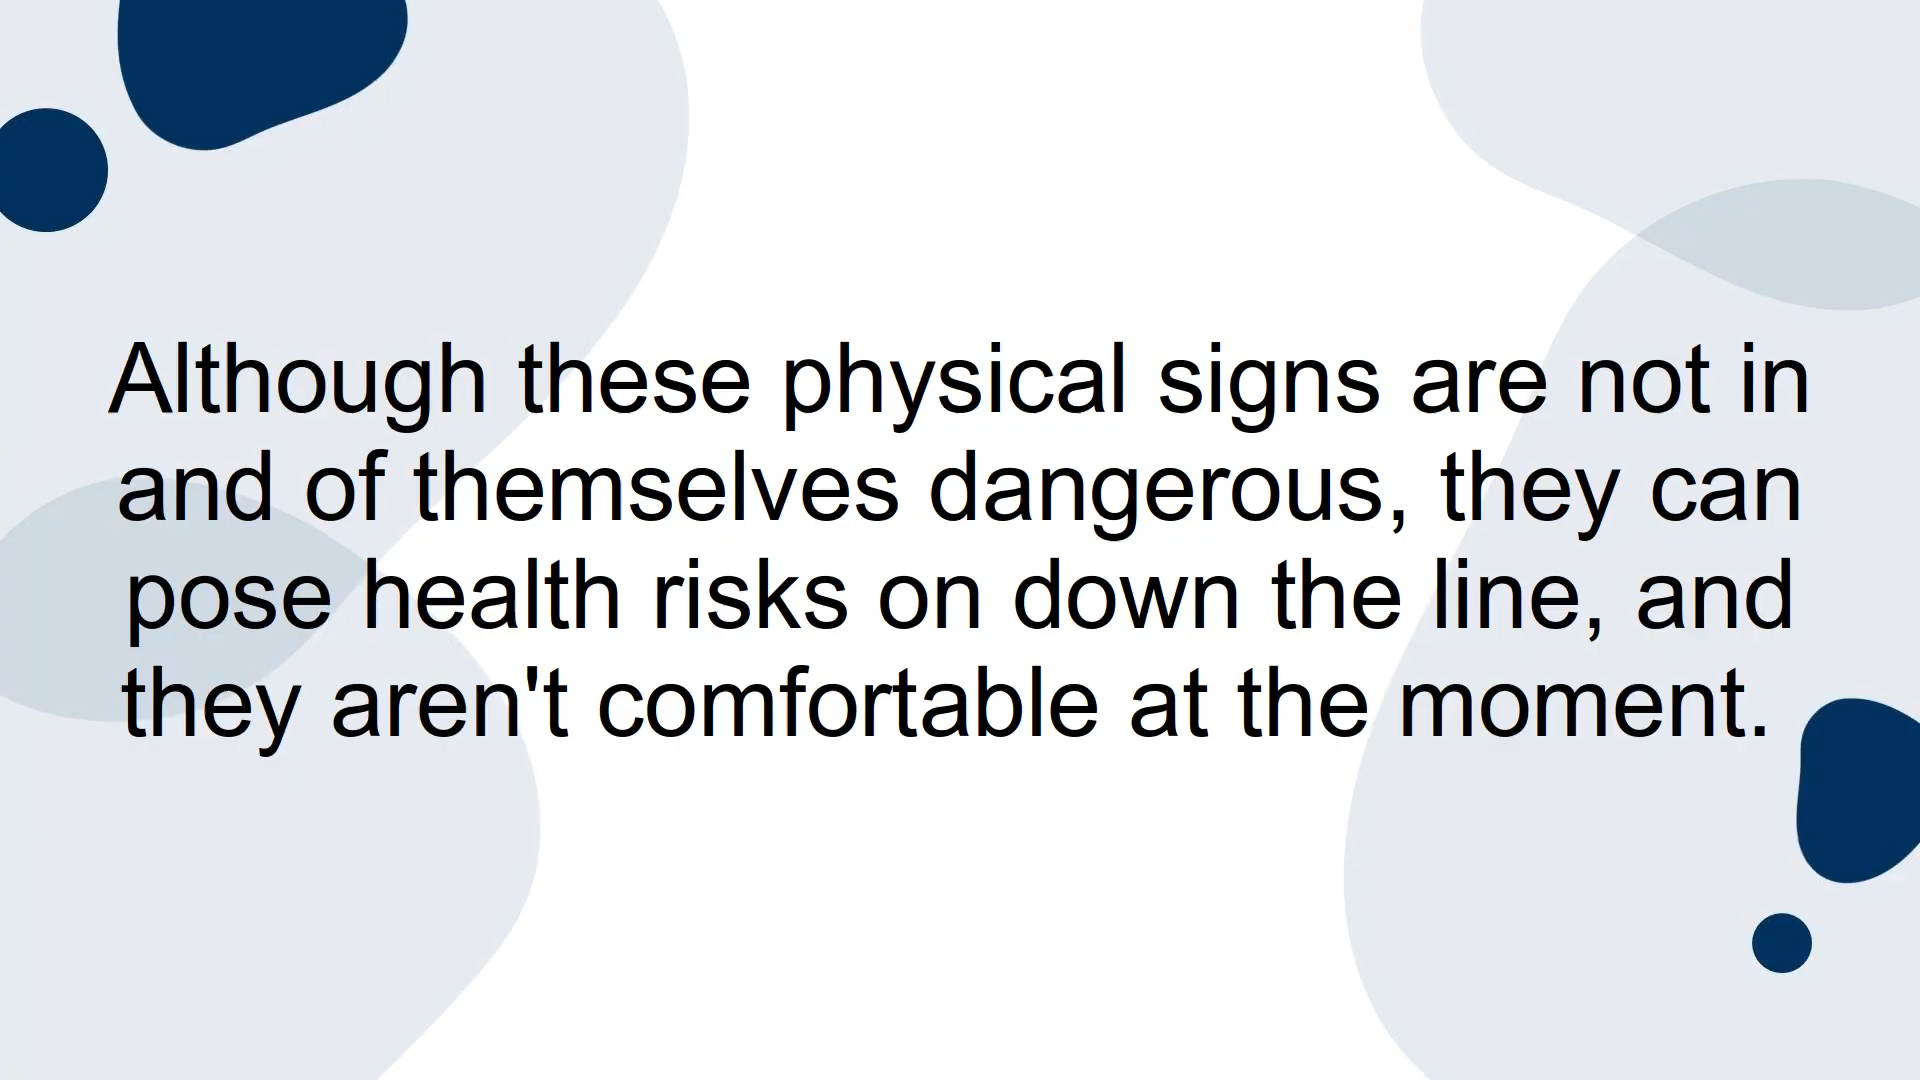 Although these physical signs are not in
and of themselves dangerous, they can
pose health risks on down the line, and
they aren't comfortable at the moment.